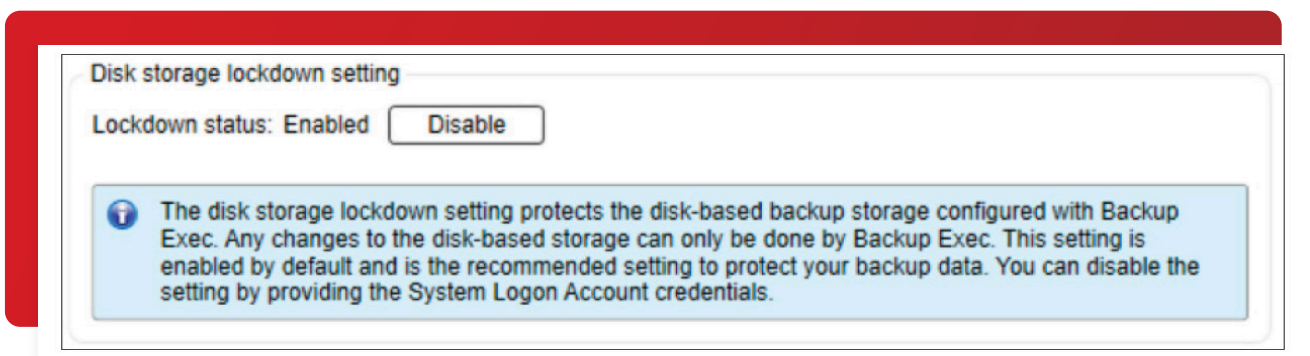 Disk storage lockdown setting
Lockdown status: Enabled Disable
The disk storage lockdown setting protects the disk-based backup storage configured with Backup
Exec. Any changes to the disk-based storage can only be done by Backup Exec. This setting is
enabled by default and is the recommended setting to protect your backup data. You can disable the
setting by providing the System Logon Account credentials.